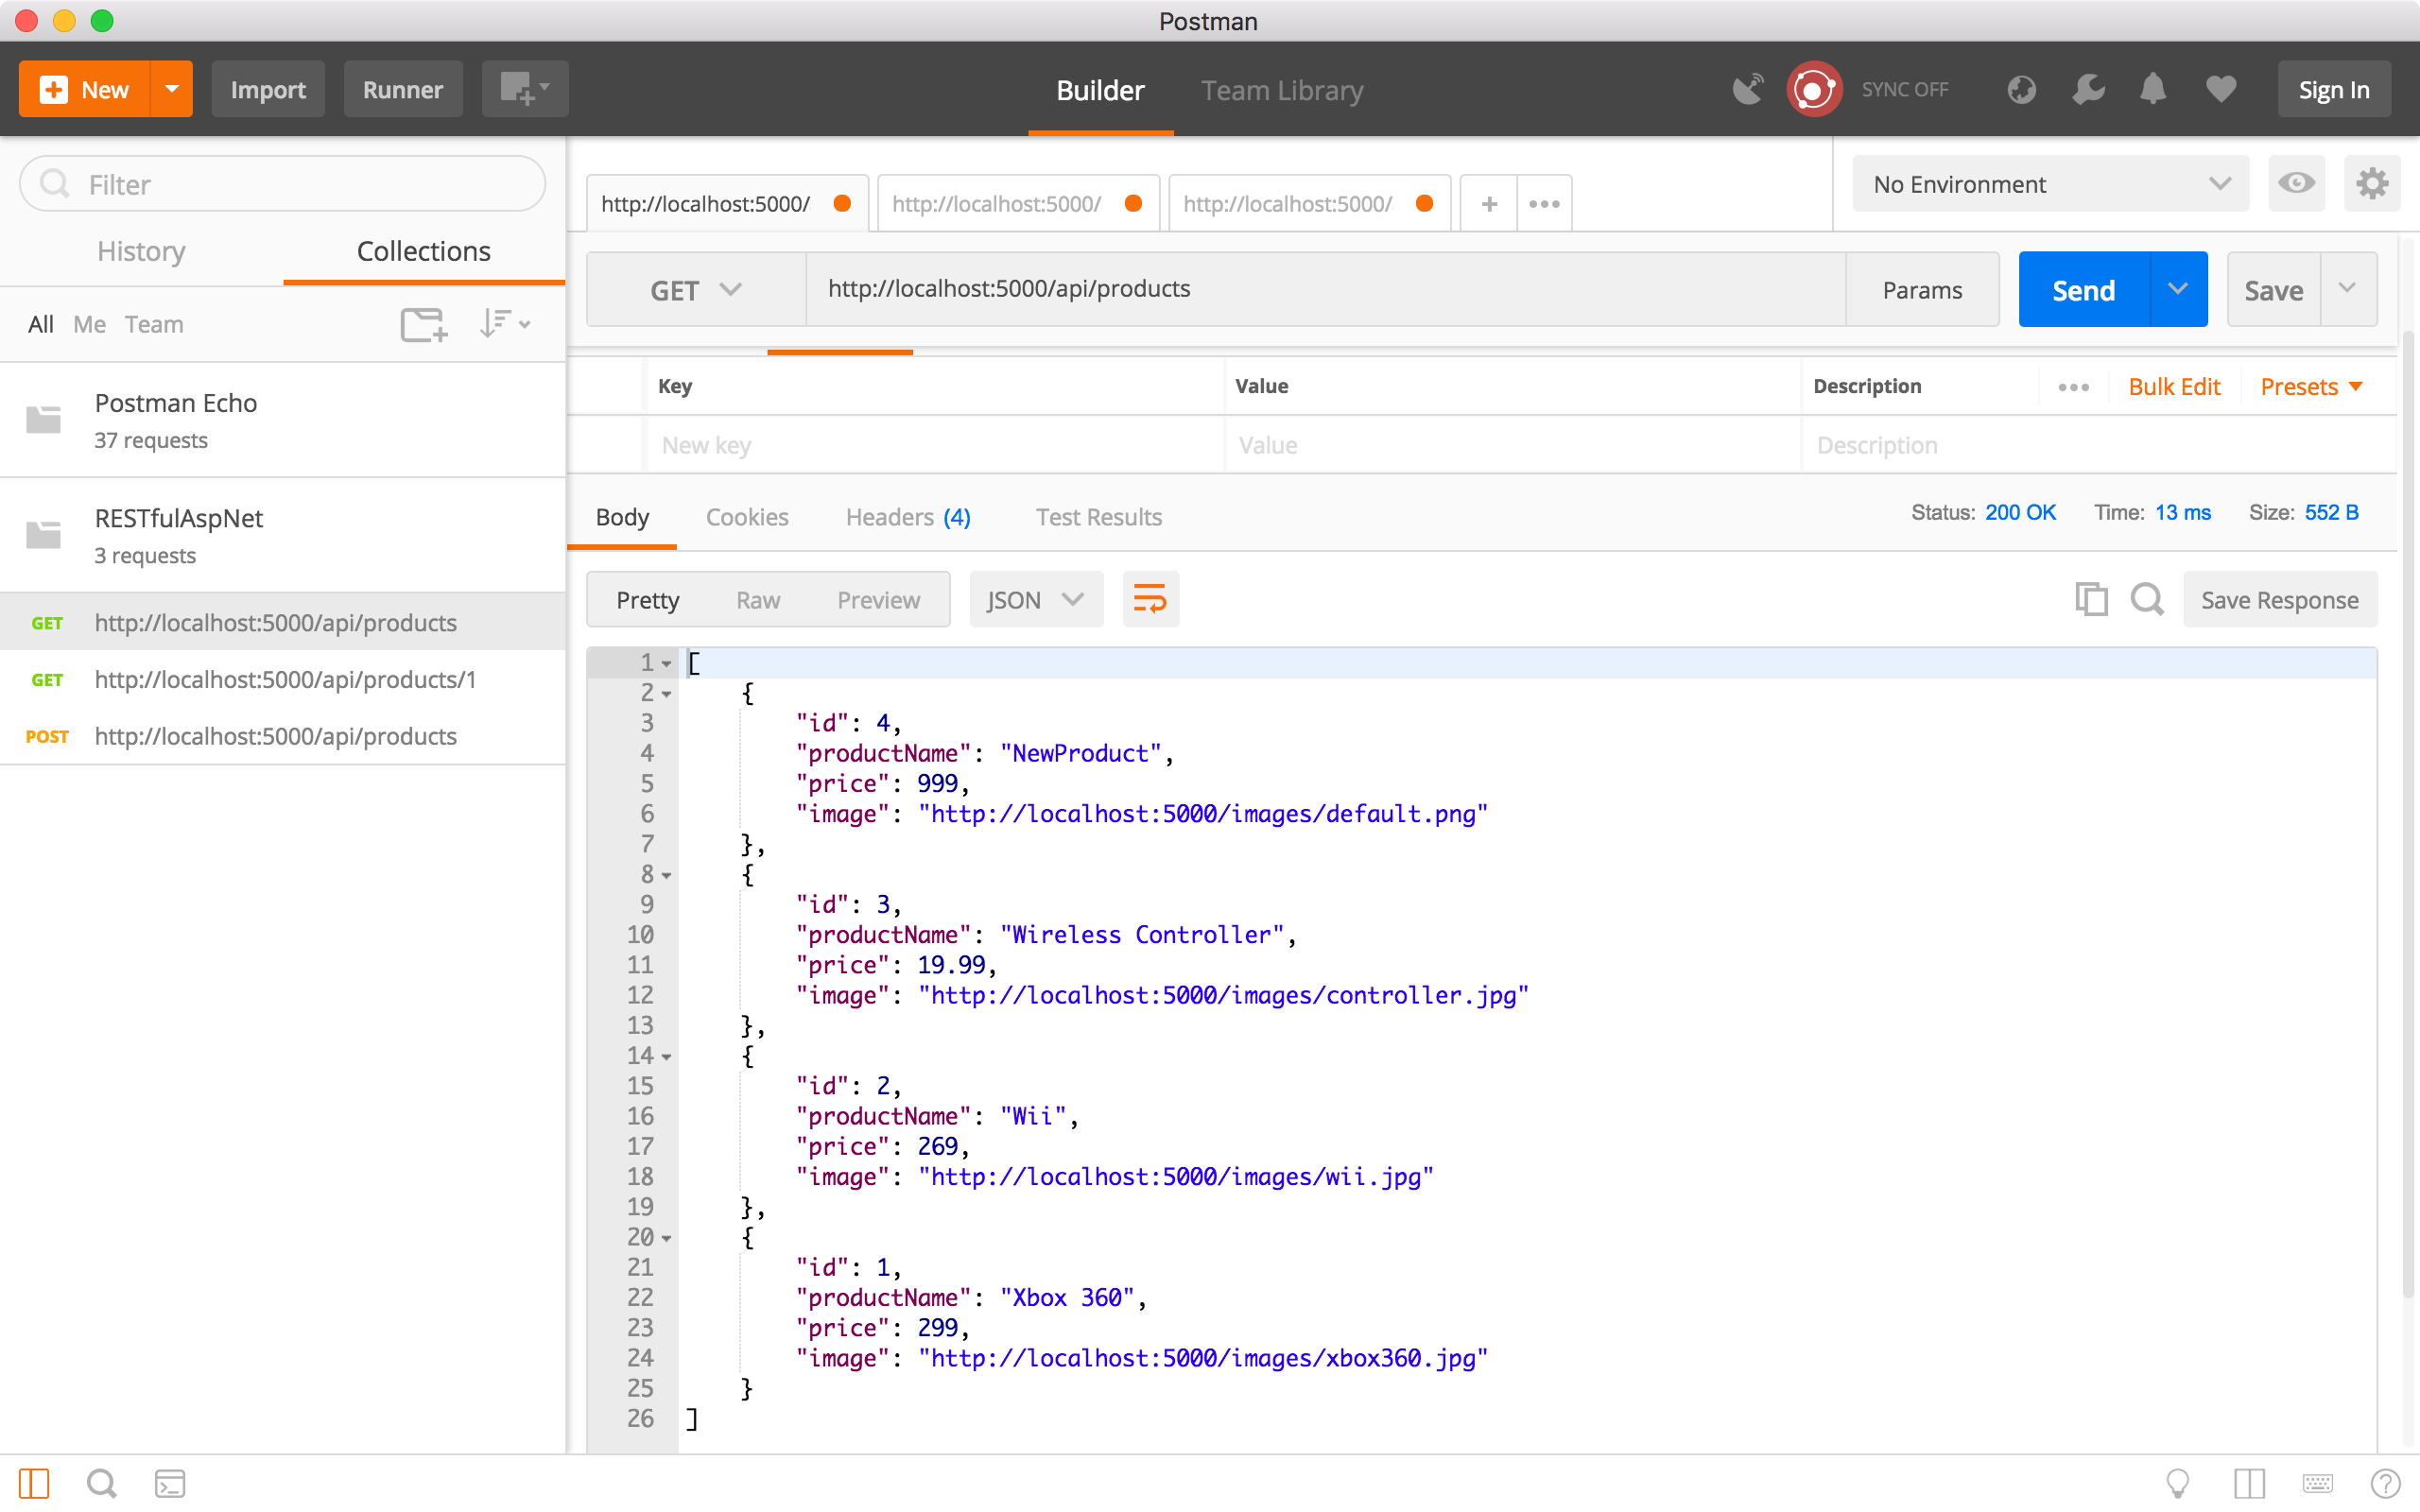 Postman
New Import Runner Builder Team Library SYNC OFF Sign In
Filter
History Collections
All Me Team
Postman Echo
37 requests
RESTfulAspNet
3 requests
GET http://localhost:5000/api/products
GET http://localhost:5000/api/products/1
POST http://localhost:5000/api/products
http://localhost:5000/ http://localhost:5000/ http://localhost:5000/ + ••• No Environment
GET http://localhost:5000/api/products Params Send Save
Key Value Description ••• Bulk Edit Presets
New key Value Description
Body Cookies Headers (4) Test Results Status: 200 OK Time: 13 ms Size: 552 B
Pretty Raw Preview JSON Save Response
1 [
2 {
3 "id": 4,
4 "productName": "NewProduct",
5 "price": 999,
6 "image": "http://localhost:5000/images/default.png"
7 },
8 {
9 "id": 3,
10 "productName": "Wireless Controller",
11 "price": 19.99,
12 "image": "http://localhost:5000/images/controller.jpg"
13 },
14 {
15 "id": 2,
16 "productName": "Wii",
17 "price": 269,
18 "image": "http://localhost:5000/images/wii.jpg"
19 },
20 {
21 "id": 1,
22 "productName": "Xbox 360",
23 "price": 299,
24 "image": "http://localhost:5000/images/xbox360.jpg"
25 }
26 ]